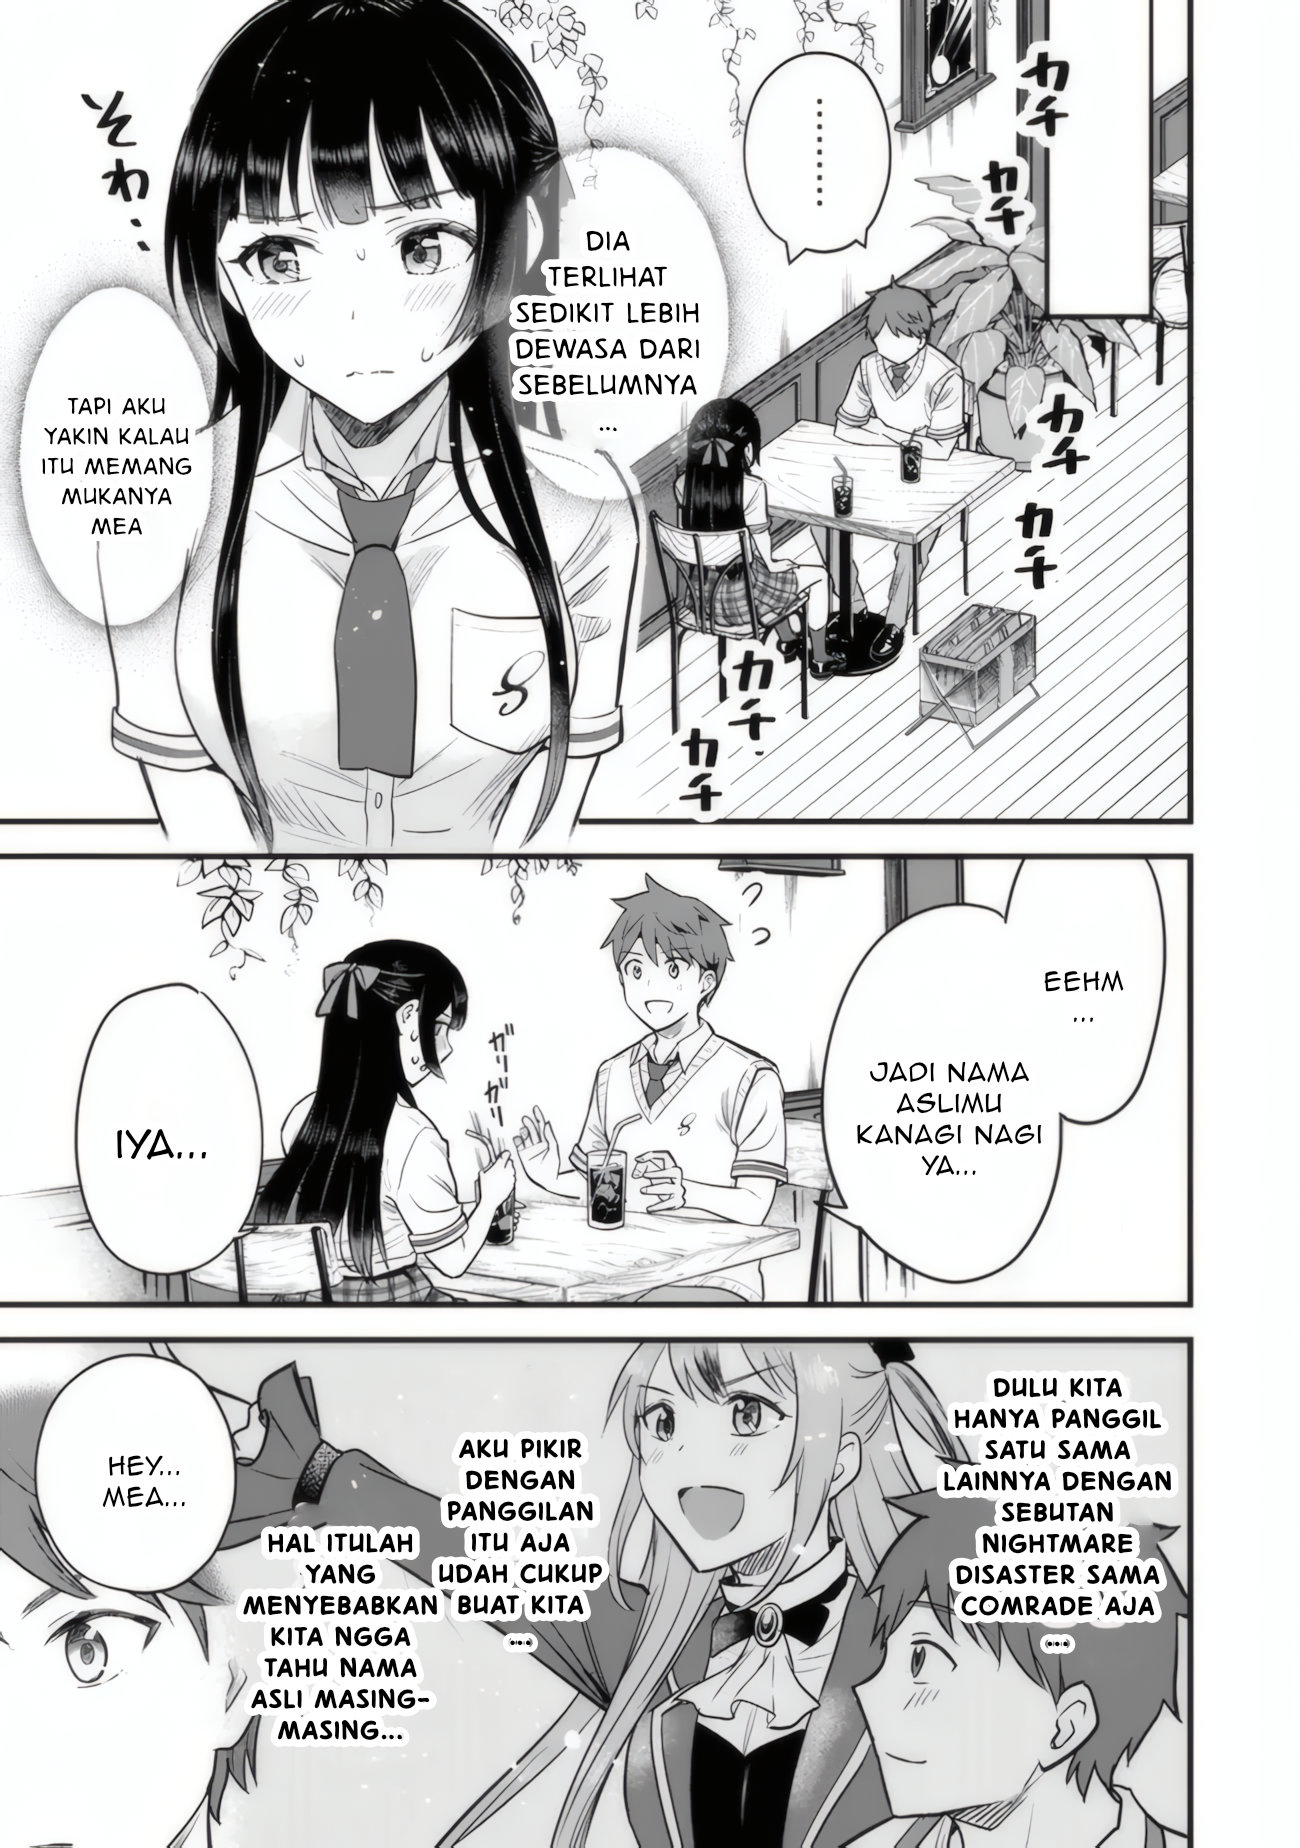 カチ
カチ
.........
カチ
カチ
カチ
カチ
そわ..
DIA
TERLIHAT
SEDIKIT LEBIH
DEWASA DARI
SEBELUMNYA
...
TAPI AKU
YAKIN KALAU
ITU MEMANG
MUKANYA
MEA
EEHM
...
JADI NAMA
ASLIMU
KANAGI NAGI
YA...
ガリガリ
IYA...
DULU KITA
HANYA PANGGIL
SATU SAMA
LAINNYA DENGAN
SEBUTAN
NIGHTMARE
DISASTER SAMA
COMRADE AJA
....
AKU PIKIR
DENGAN
PANGGILAN
ITU AJA
UDAH CUKUP
BUAT KITA
....
HAL ITULAH
YANG
MENYEBABKAN
KITA NGGA
TAHU NAMA
ASLI MASING-
MASING...
HEY...
MEA...